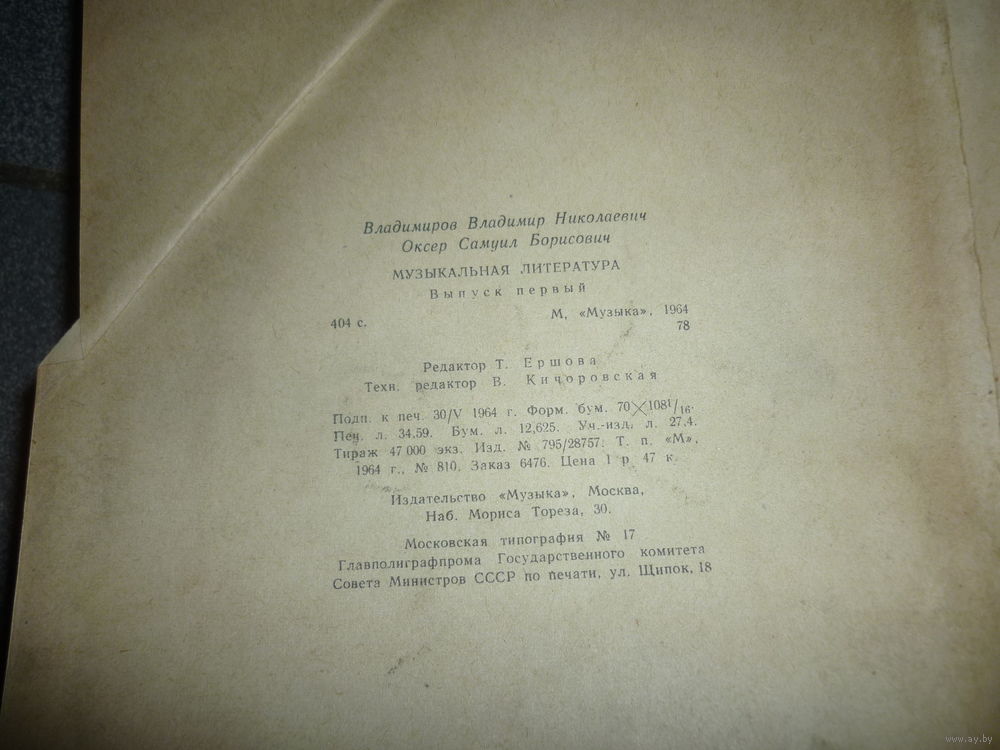 Владимиров Владимир Николаевич
Оксер Самуил Борисович
МУЗЫКАЛЬНАЯ ЛИТЕРАТУРА
Выпуск первый
404 с. М, «Музыка», 1964
78
Редактор Т. Ершова
Техн. редактор В. Кичоровская
Подп. к печ. 30/V 1964 г. Форм. бум. 70×108¹/₁₆.
Печ. л. 34,59. Бум. л. 12,625. Уч.-изд. л. 27,4.
Тираж 47 000 экз. Изд. № 795/28757. Т. п. «М»,
1964 г., № 810. Заказ 6476. Цена 1 р 47 к.
Издательство «Музыка», Москва,
Наб. Мориса Тореза, 30.
Московская типография № 17
Главполиграфпрома Государственного комитета
Совета Министров СССР по печати, ул. Щипок, 18
www.ay.by